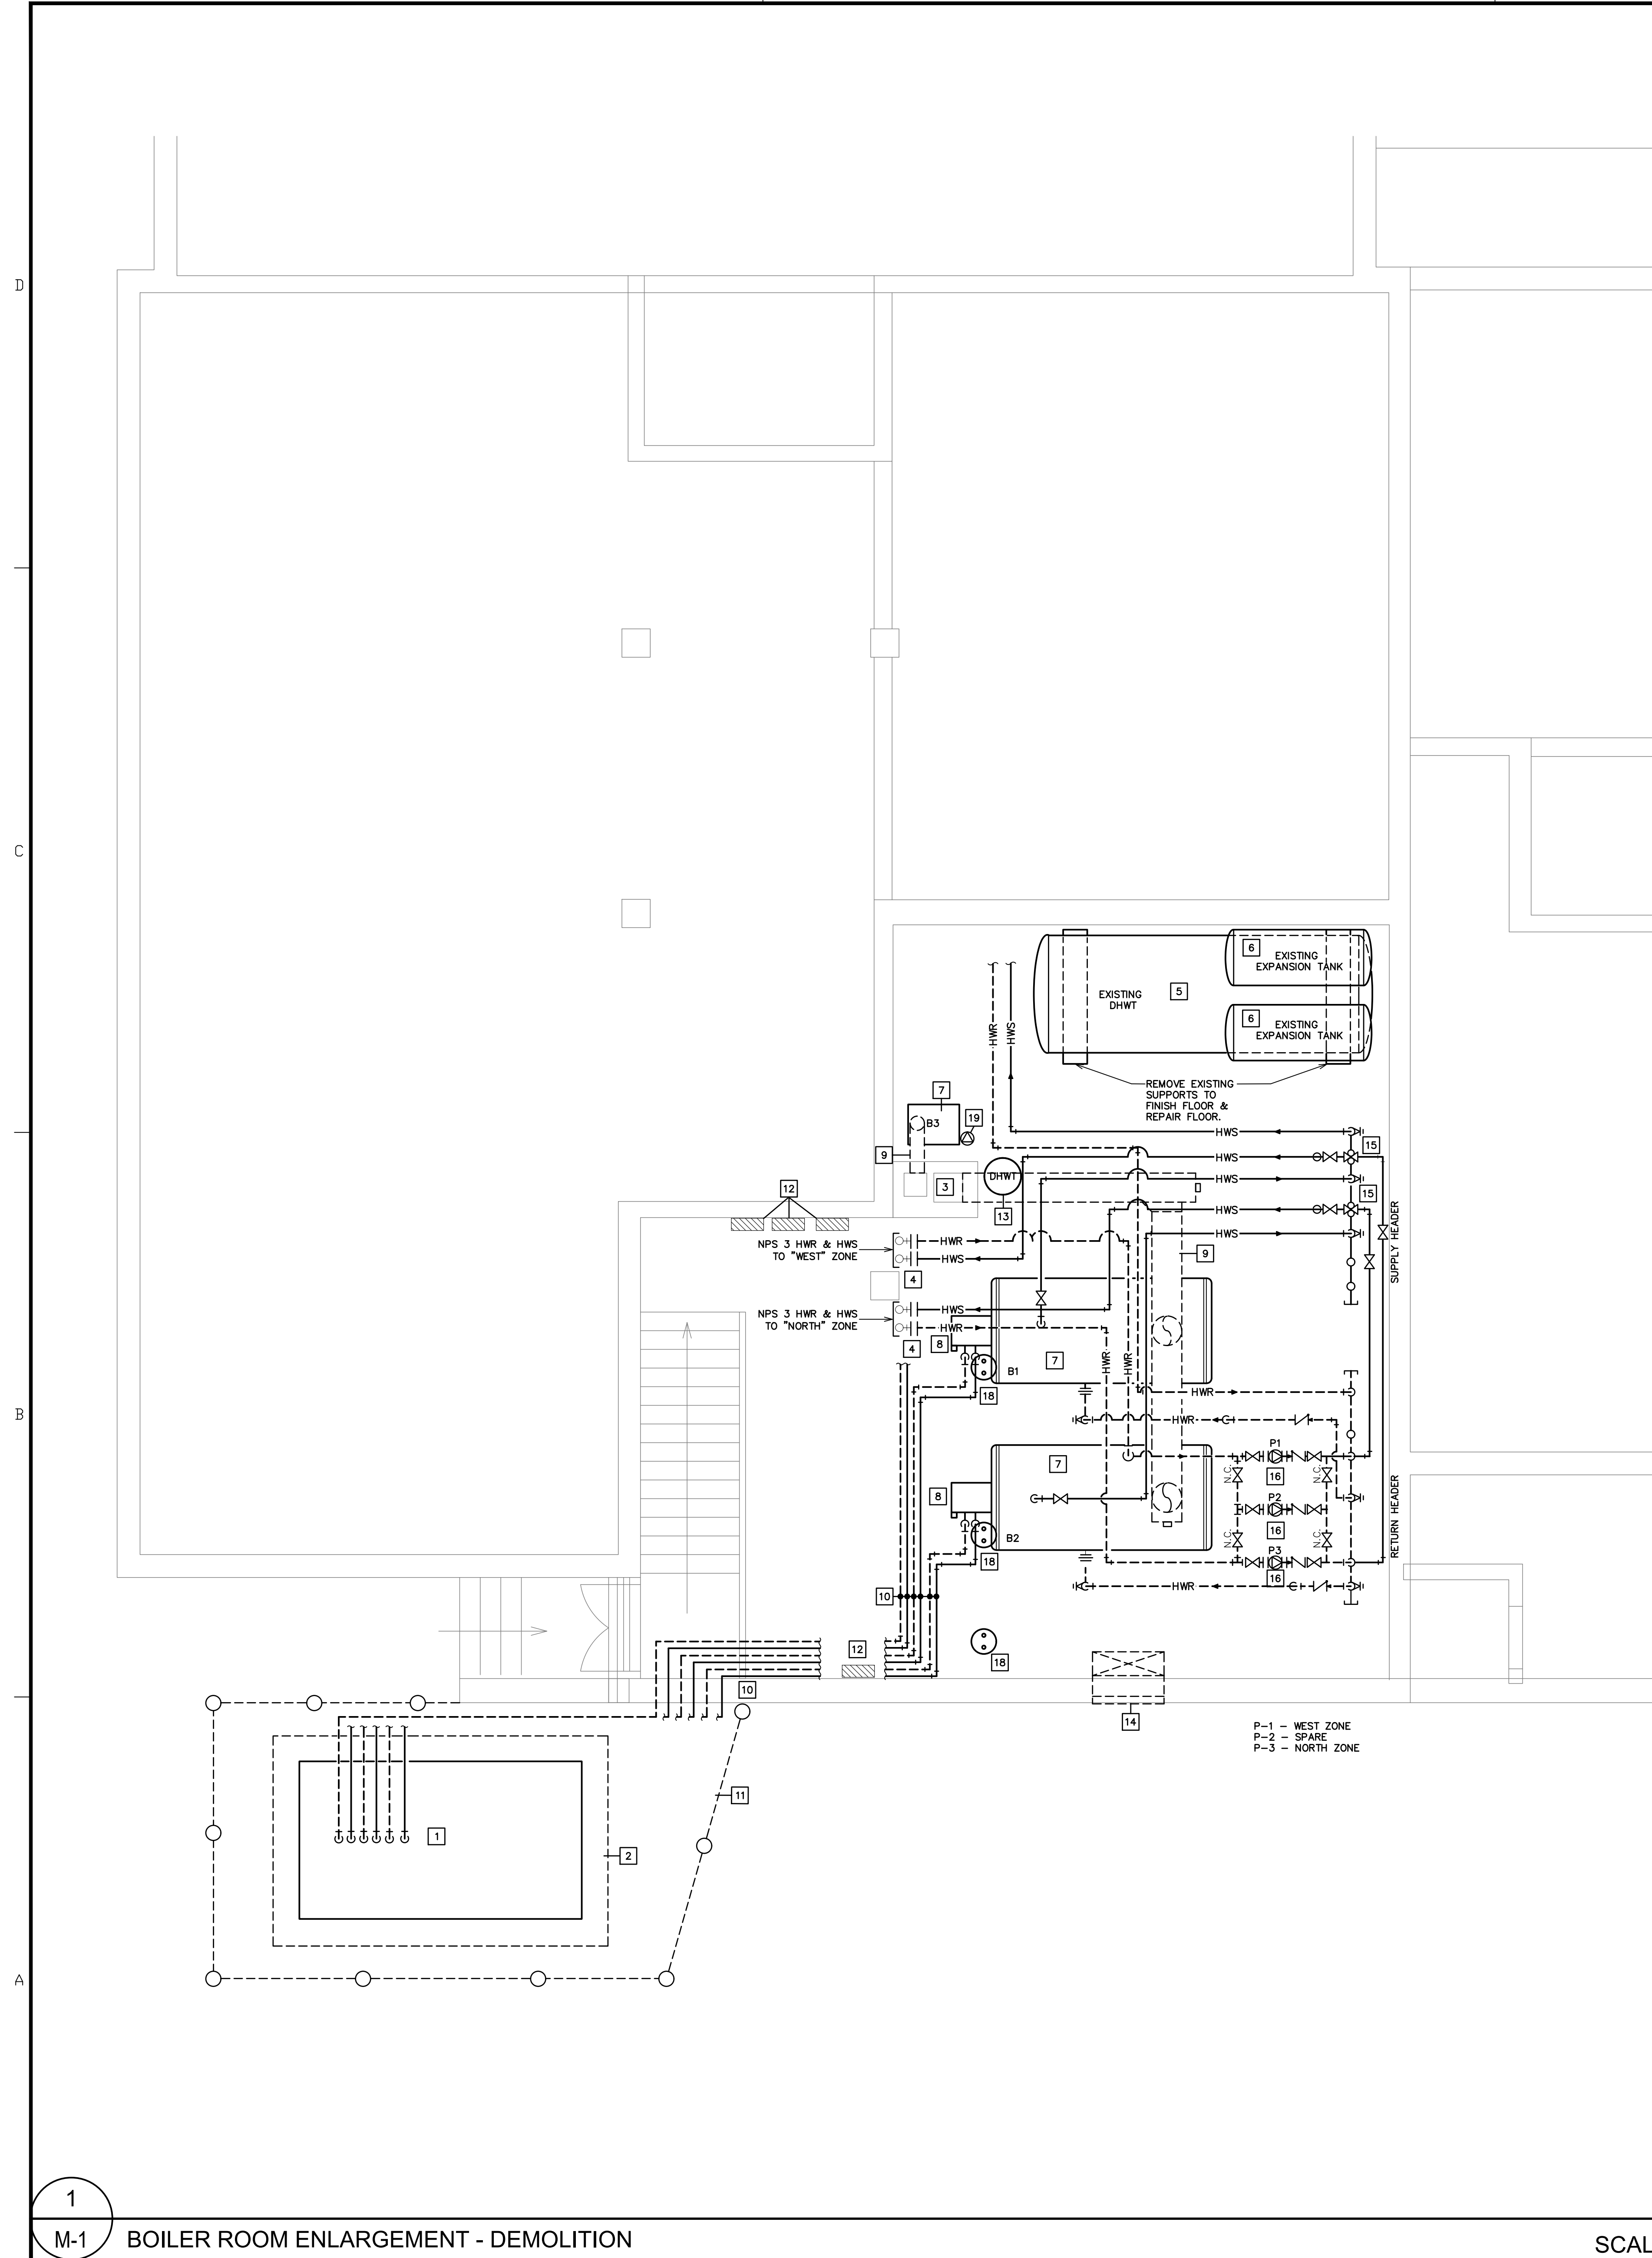 D
C
B
A
6
EXISTING
EXPANSION TANK
5
EXISTING
DHWT
6
EXISTING
EXPANSION TANK
HWR
HWS
REMOVE EXISTING
SUPPORTS TO
FINISH FLOOR &
REPAIR FLOOR.
7
B3
19
9
HWS
15
HWS
DHWT
3
HWS
12
13
15
HWS
NPS 3 HWR & HWS
TO "WEST" ZONE
HWR
HWS
HWS
9
SUPPLY HEADER
4
NPS 3 HWR & HWS
TO "NORTH" ZONE
HWS
HWR
8
4
7
B1
HWR
HWR
18
HWR
HWR
P1
7
16
N.C.
N.C.
8
P2
16
RETURN HEADER
B2
N.C.
N.C.
P3
18
16
HWR
10
12
18
10
14
P-1 - WEST ZONE
P-2 - SPARE
P-3 - NORTH ZONE
11
1
2
1
M-1
BOILER ROOM ENLARGEMENT - DEMOLITION
SCAL